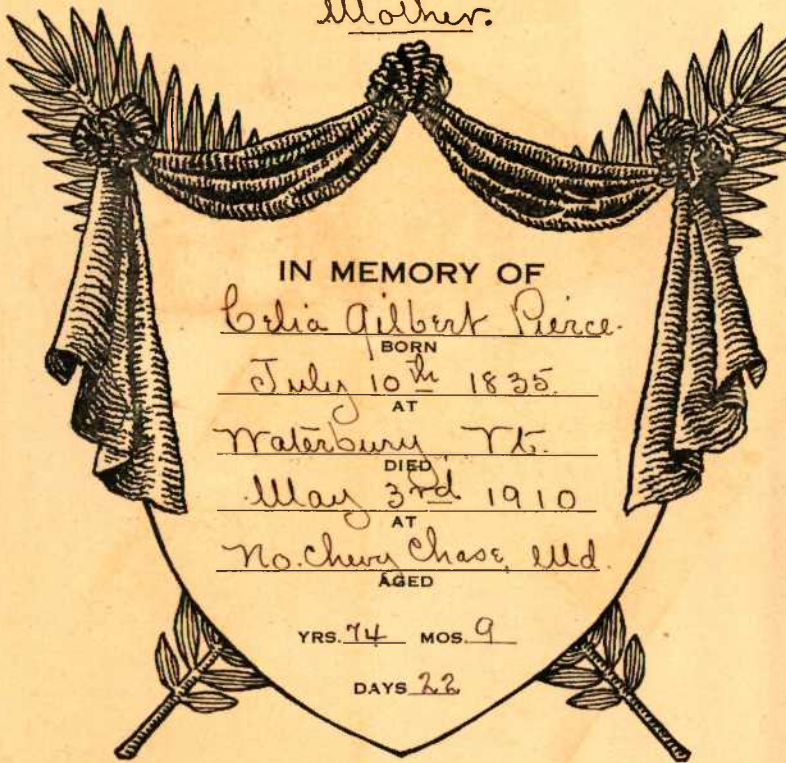 Mother.
IN MEMORY OF
Celia Gilbert Pierce.
BORN
July 10th 1835.
AT
Waterbury, Vt.
DIED
May 3rd 1910
AT
No. Chevy Chase, Md.
AGED
YRS. 74 MOS. 9
DAYS 22